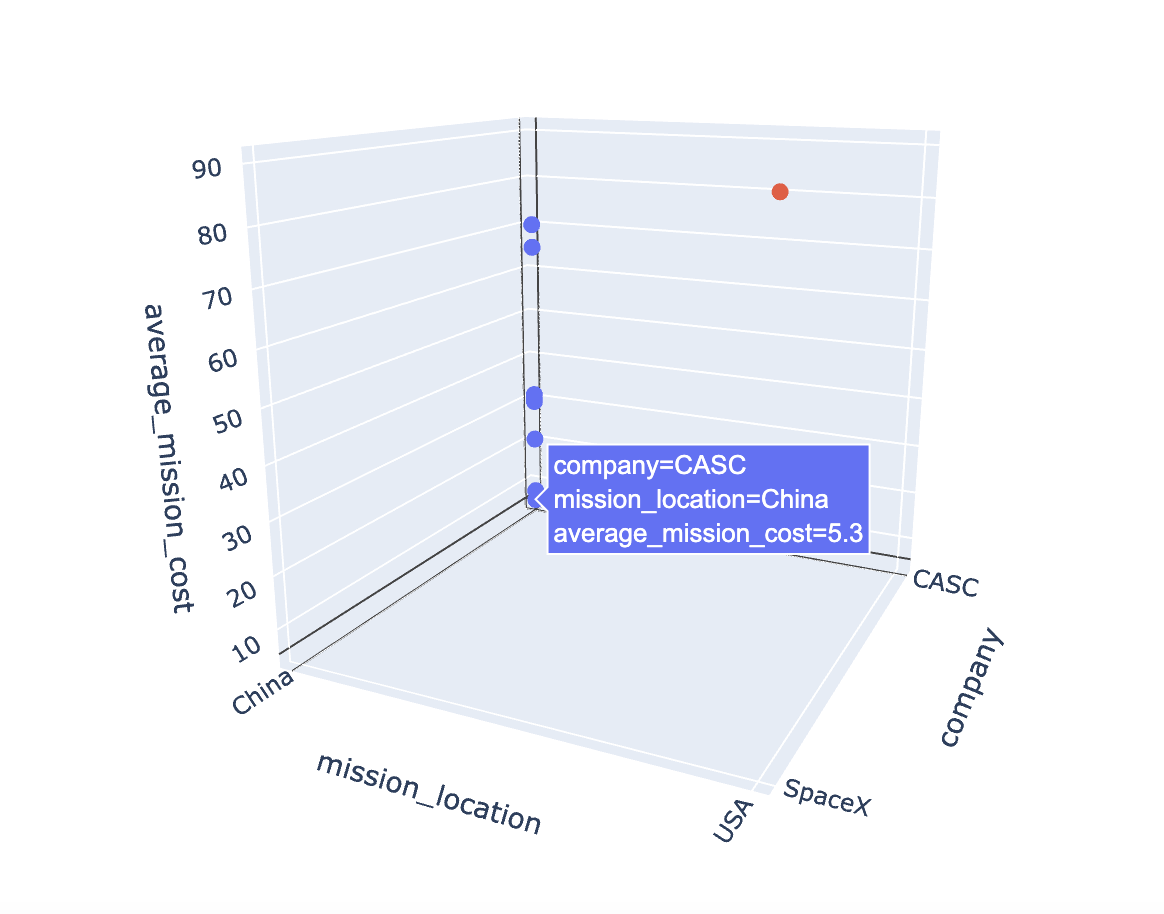 90
80
70
60
50
40
30
20
10
average_mission_cost
company=CASC
mission_location=China
average_mission_cost=5.3
China
mission_location
USA
SpaceX
company
CASC